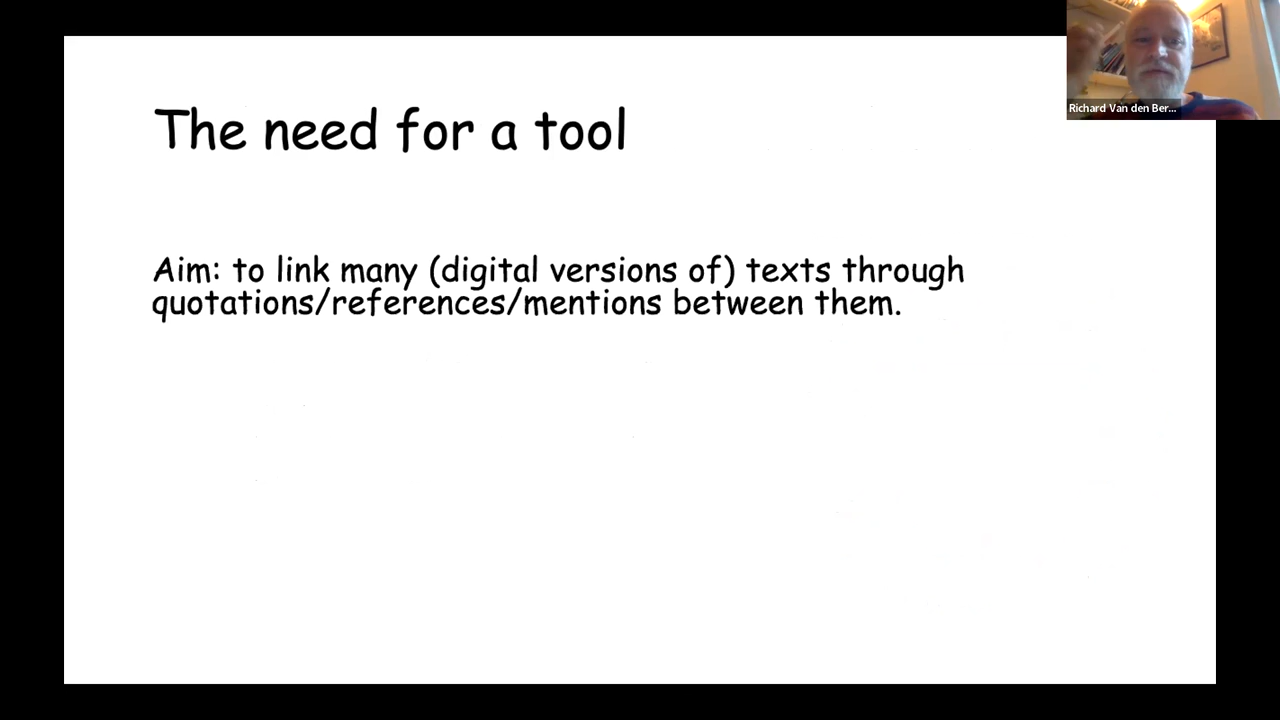 The need for a tool
Aim: to link many (digital versions of) texts through
quotations/references/mentions between them.
Richard Van den Ber...